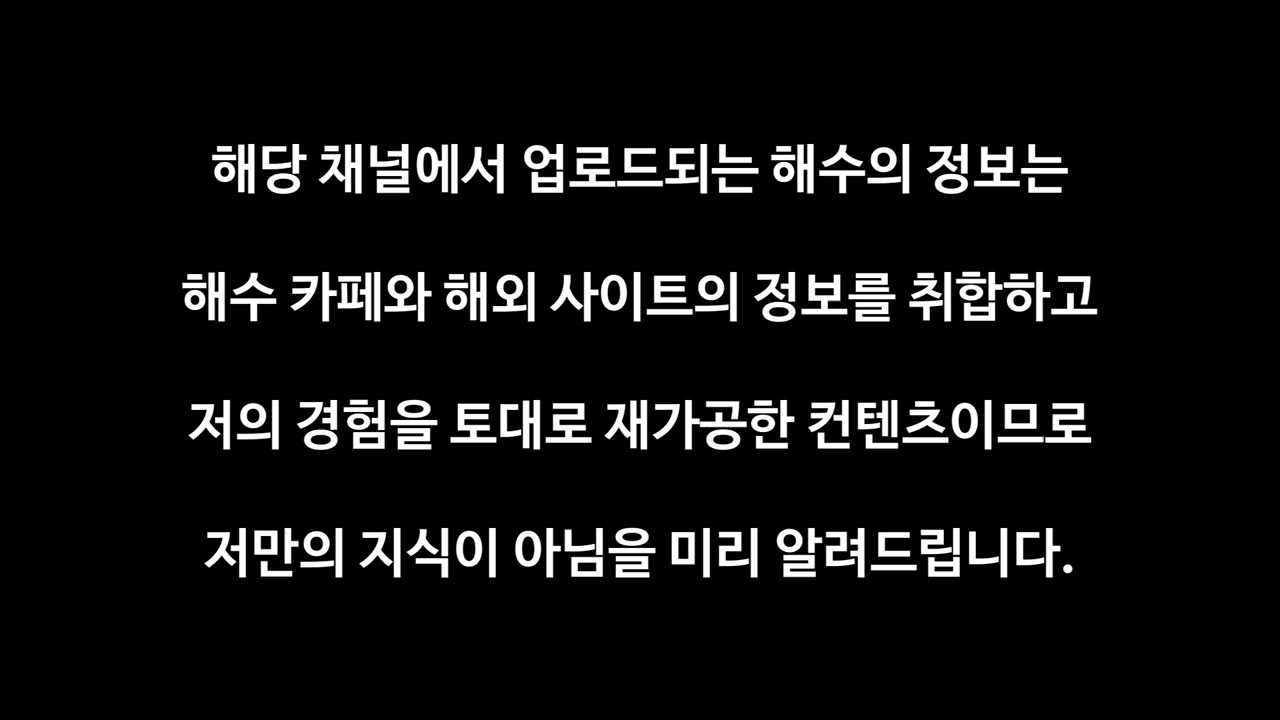 해당 채널에서 업로드되는 해수의 정보는
해수 카페와 해외 사이트의 정보를 취합하고
저의 경험을 토대로 재가공한 컨텐츠이므로
저만의 지식이 아님을 미리 알려드립니다.